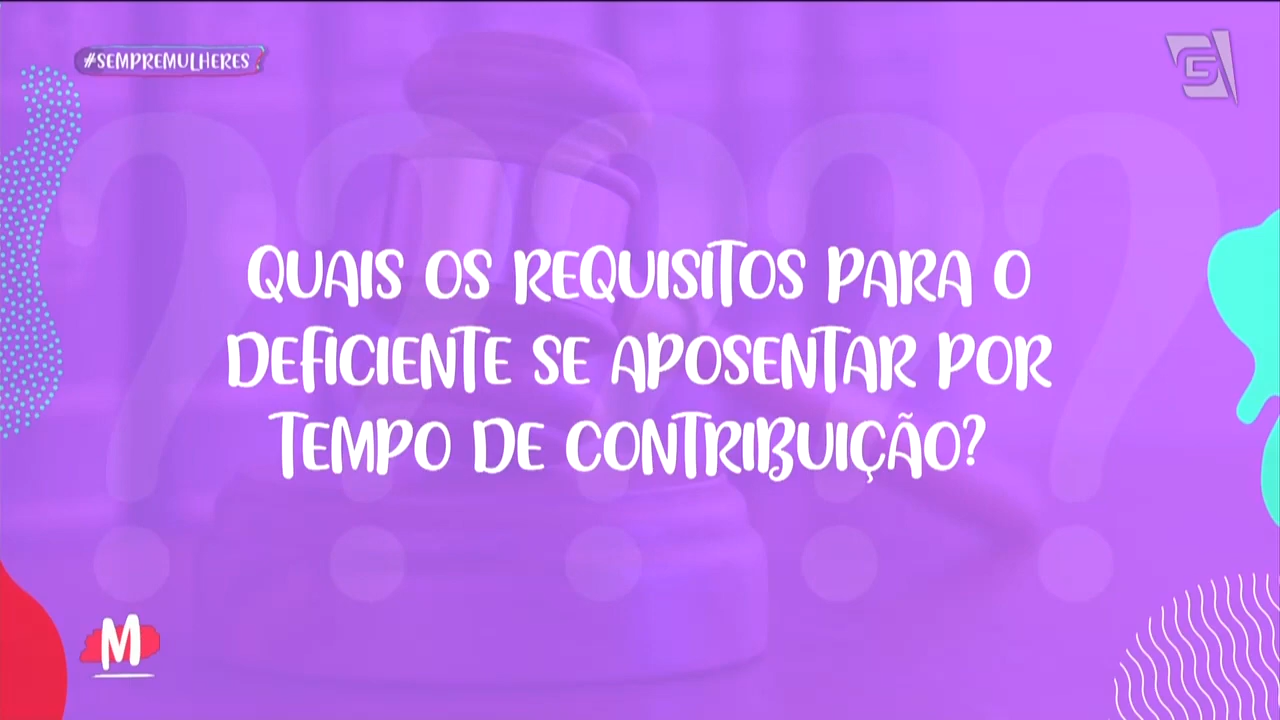 #SEMPREMULHERES
QUAIS OS REQUISITOS PARA O
DEFICIENTE SE APOSENTAR POR
TEMPO DE CONTRIBUIÇÃO?
M